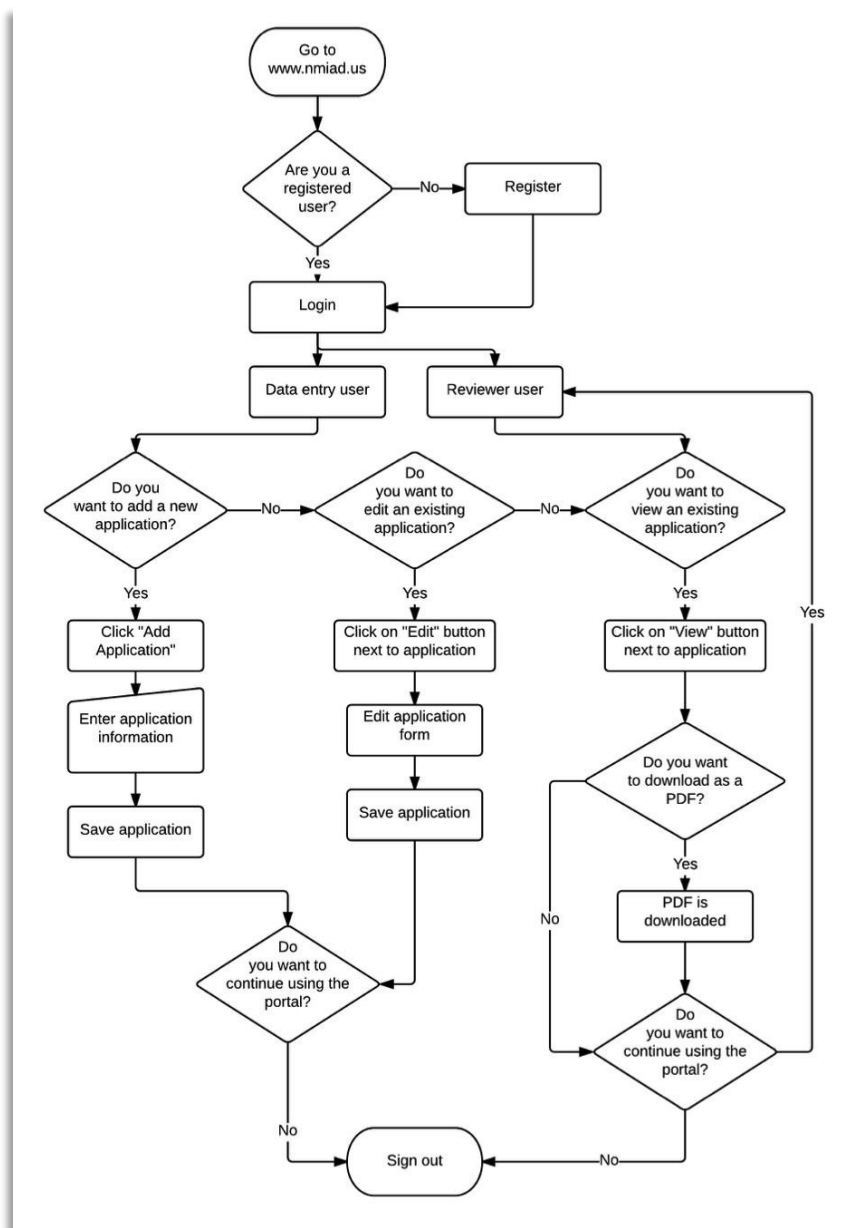 Go to
www.nmiad.us
Are you a
registered
user?
No
Register
Yes
Login
Data entry user
Reviewer user
Do you
want to add a new
application?
No
Do
you want to
edit an existing
application?
No
Do
you want to
view an existing
application?
Yes
Yes
Yes
Yes
Click "Add
Application"
Click on "Edit" button
next to application
Click on "View" button
next to application
Enter application
information
Edit application
form
Do you want
to download as a
PDF?
Save application
Save application
Yes
No
PDF is
downloaded
Do
you want to
continue using the
portal?
Do
you want to
continue using the
portal?
No
Sign out
No